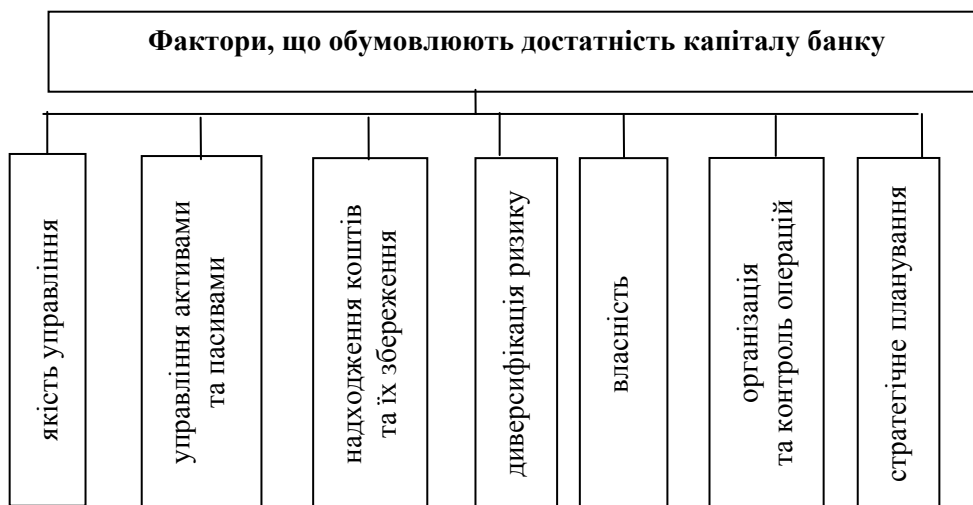 Фактори, що обумовлюють достатність капіталу банку
якість управління
управління активами
та пасивами
надходження коштів
та їх збереження
диверсифікація ризику
власність
організація
та контроль операцій
стратегічне планування